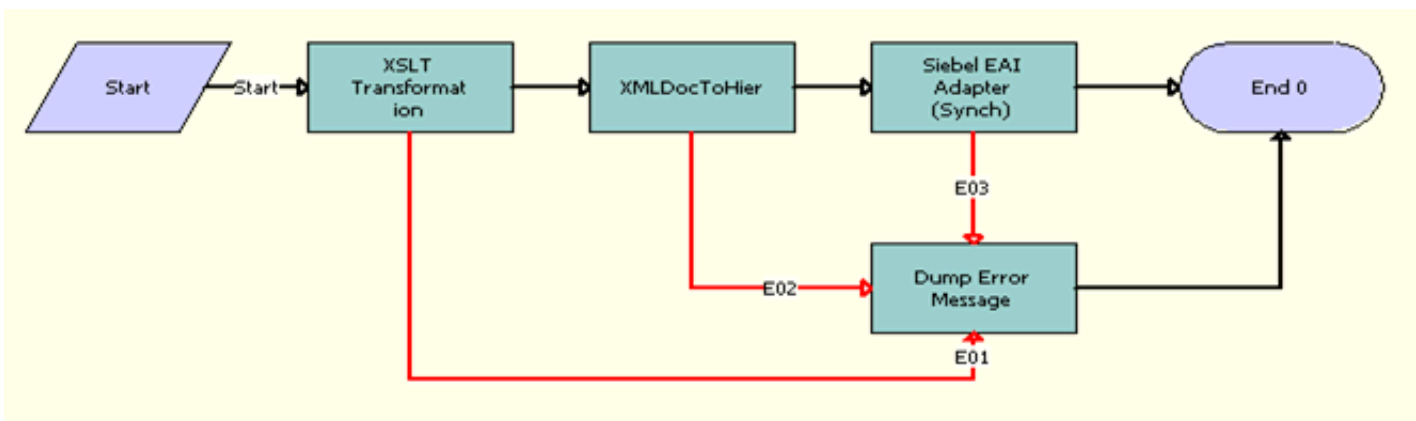 Start
Start
XSLT
Transformat
ion
XMLDocToHier
Siebel EAI
Adapter
(Synch)
End 0
E03
Dump Error
Message
E02
E01